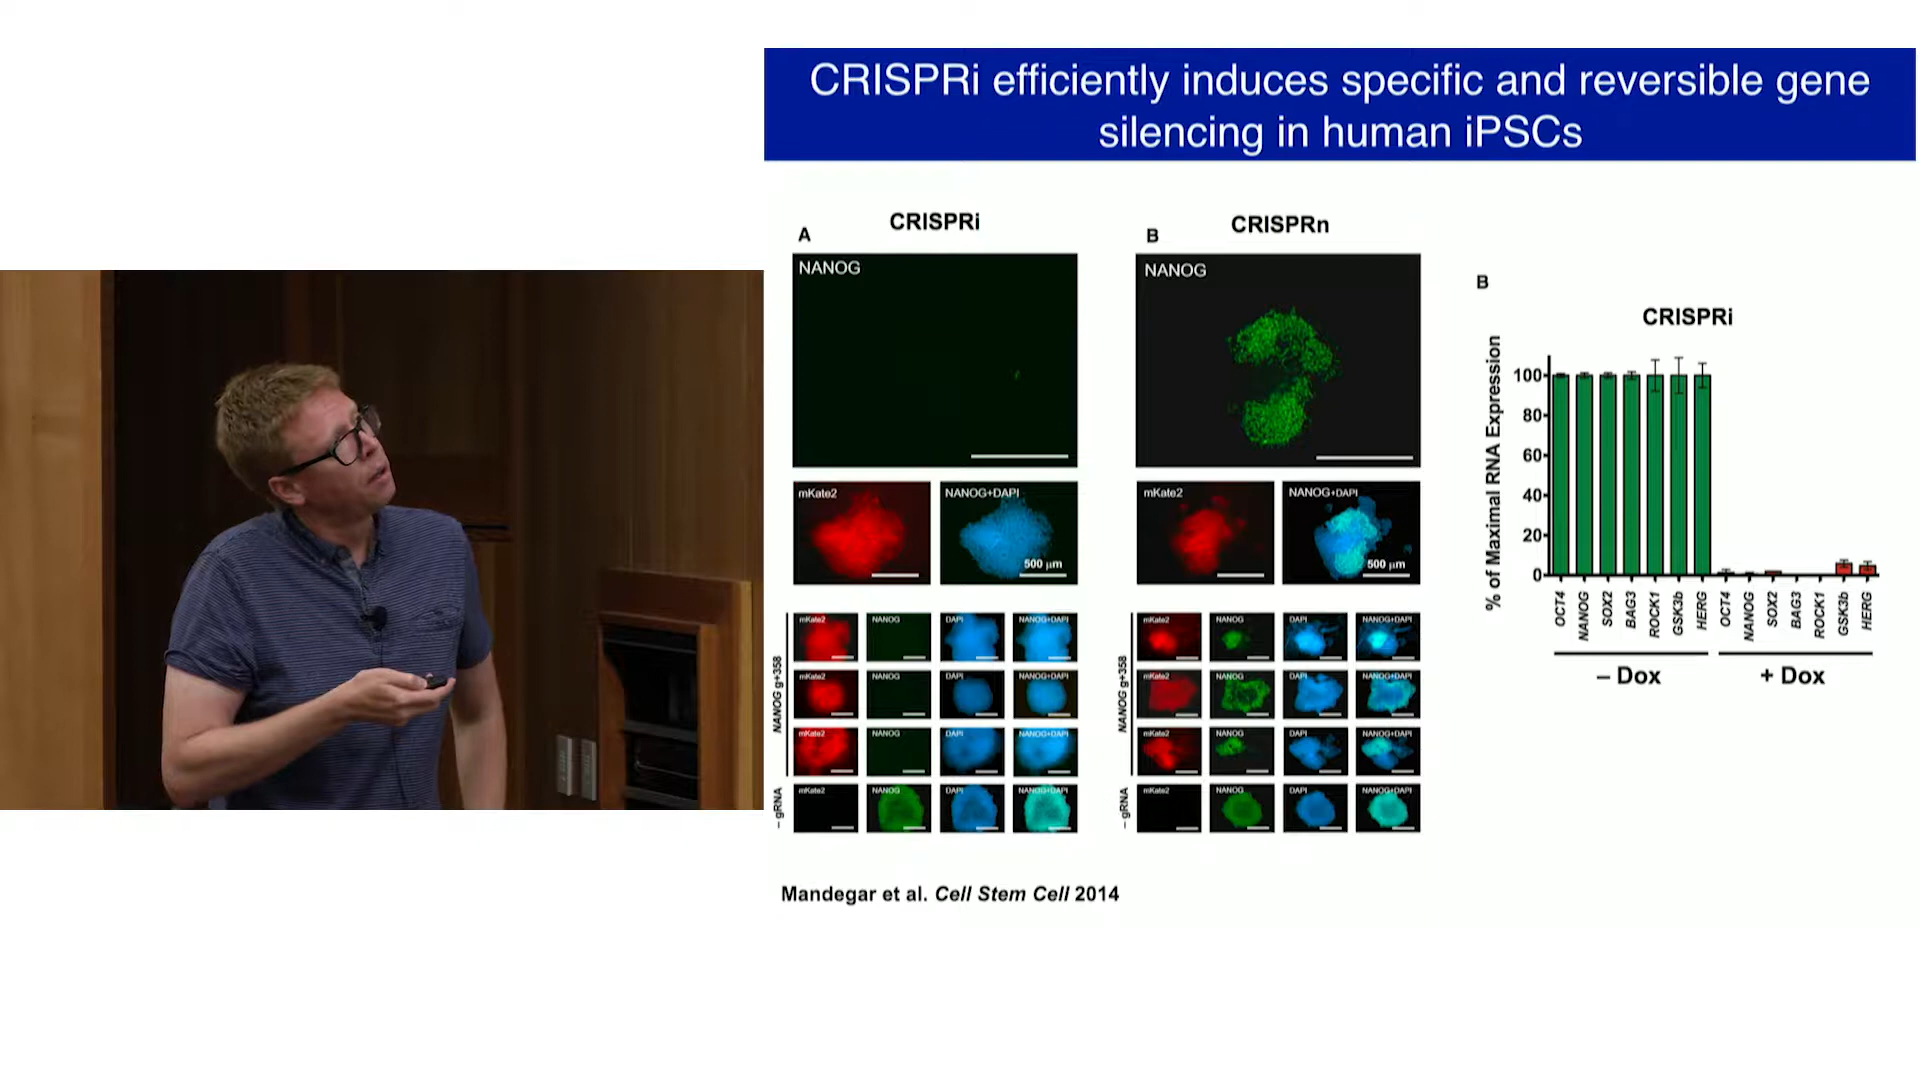 CRISPRi efficiently induces specific and reversible gene
silencing in human iPSCs
A
CRISPRi
NANOG
mKate2
NANOG+DAPI
500 µm
NANOG g+358
mKate2
NANOG
DAPI
NANOG+DAPI
mKate2
NANOG
DAPI
NANOG+DAPI
mKate2
NANOG
DAPI
NANOG+DAPI
– gRNA
mKate2
NANOG
DAPI
NANOG+DAPI
B
CRISPRn
NANOG
mKate2
NANOG+DAPI
500 µm
NANOG g+358
mKate2
NANOG
DAPI
NANOG+DAPI
mKate2
NANOG
DAPI
NANOG+DAPI
mKate2
NANOG
DAPI
NANOG+DAPI
– gRNA
mKate2
NANOG
DAPI
NANOG+DAPI
B
CRISPRi
% of Maximal RNA Expression
100
80
60
40
20
0
OCT4
NANOG
SOX2
BAG3
ROCK1
GSK3b
HERG
OCT4
NANOG
SOX2
BAG3
ROCK1
GSK3b
HERG
– Dox
+ Dox
Mandegar et al. Cell Stem Cell 2014